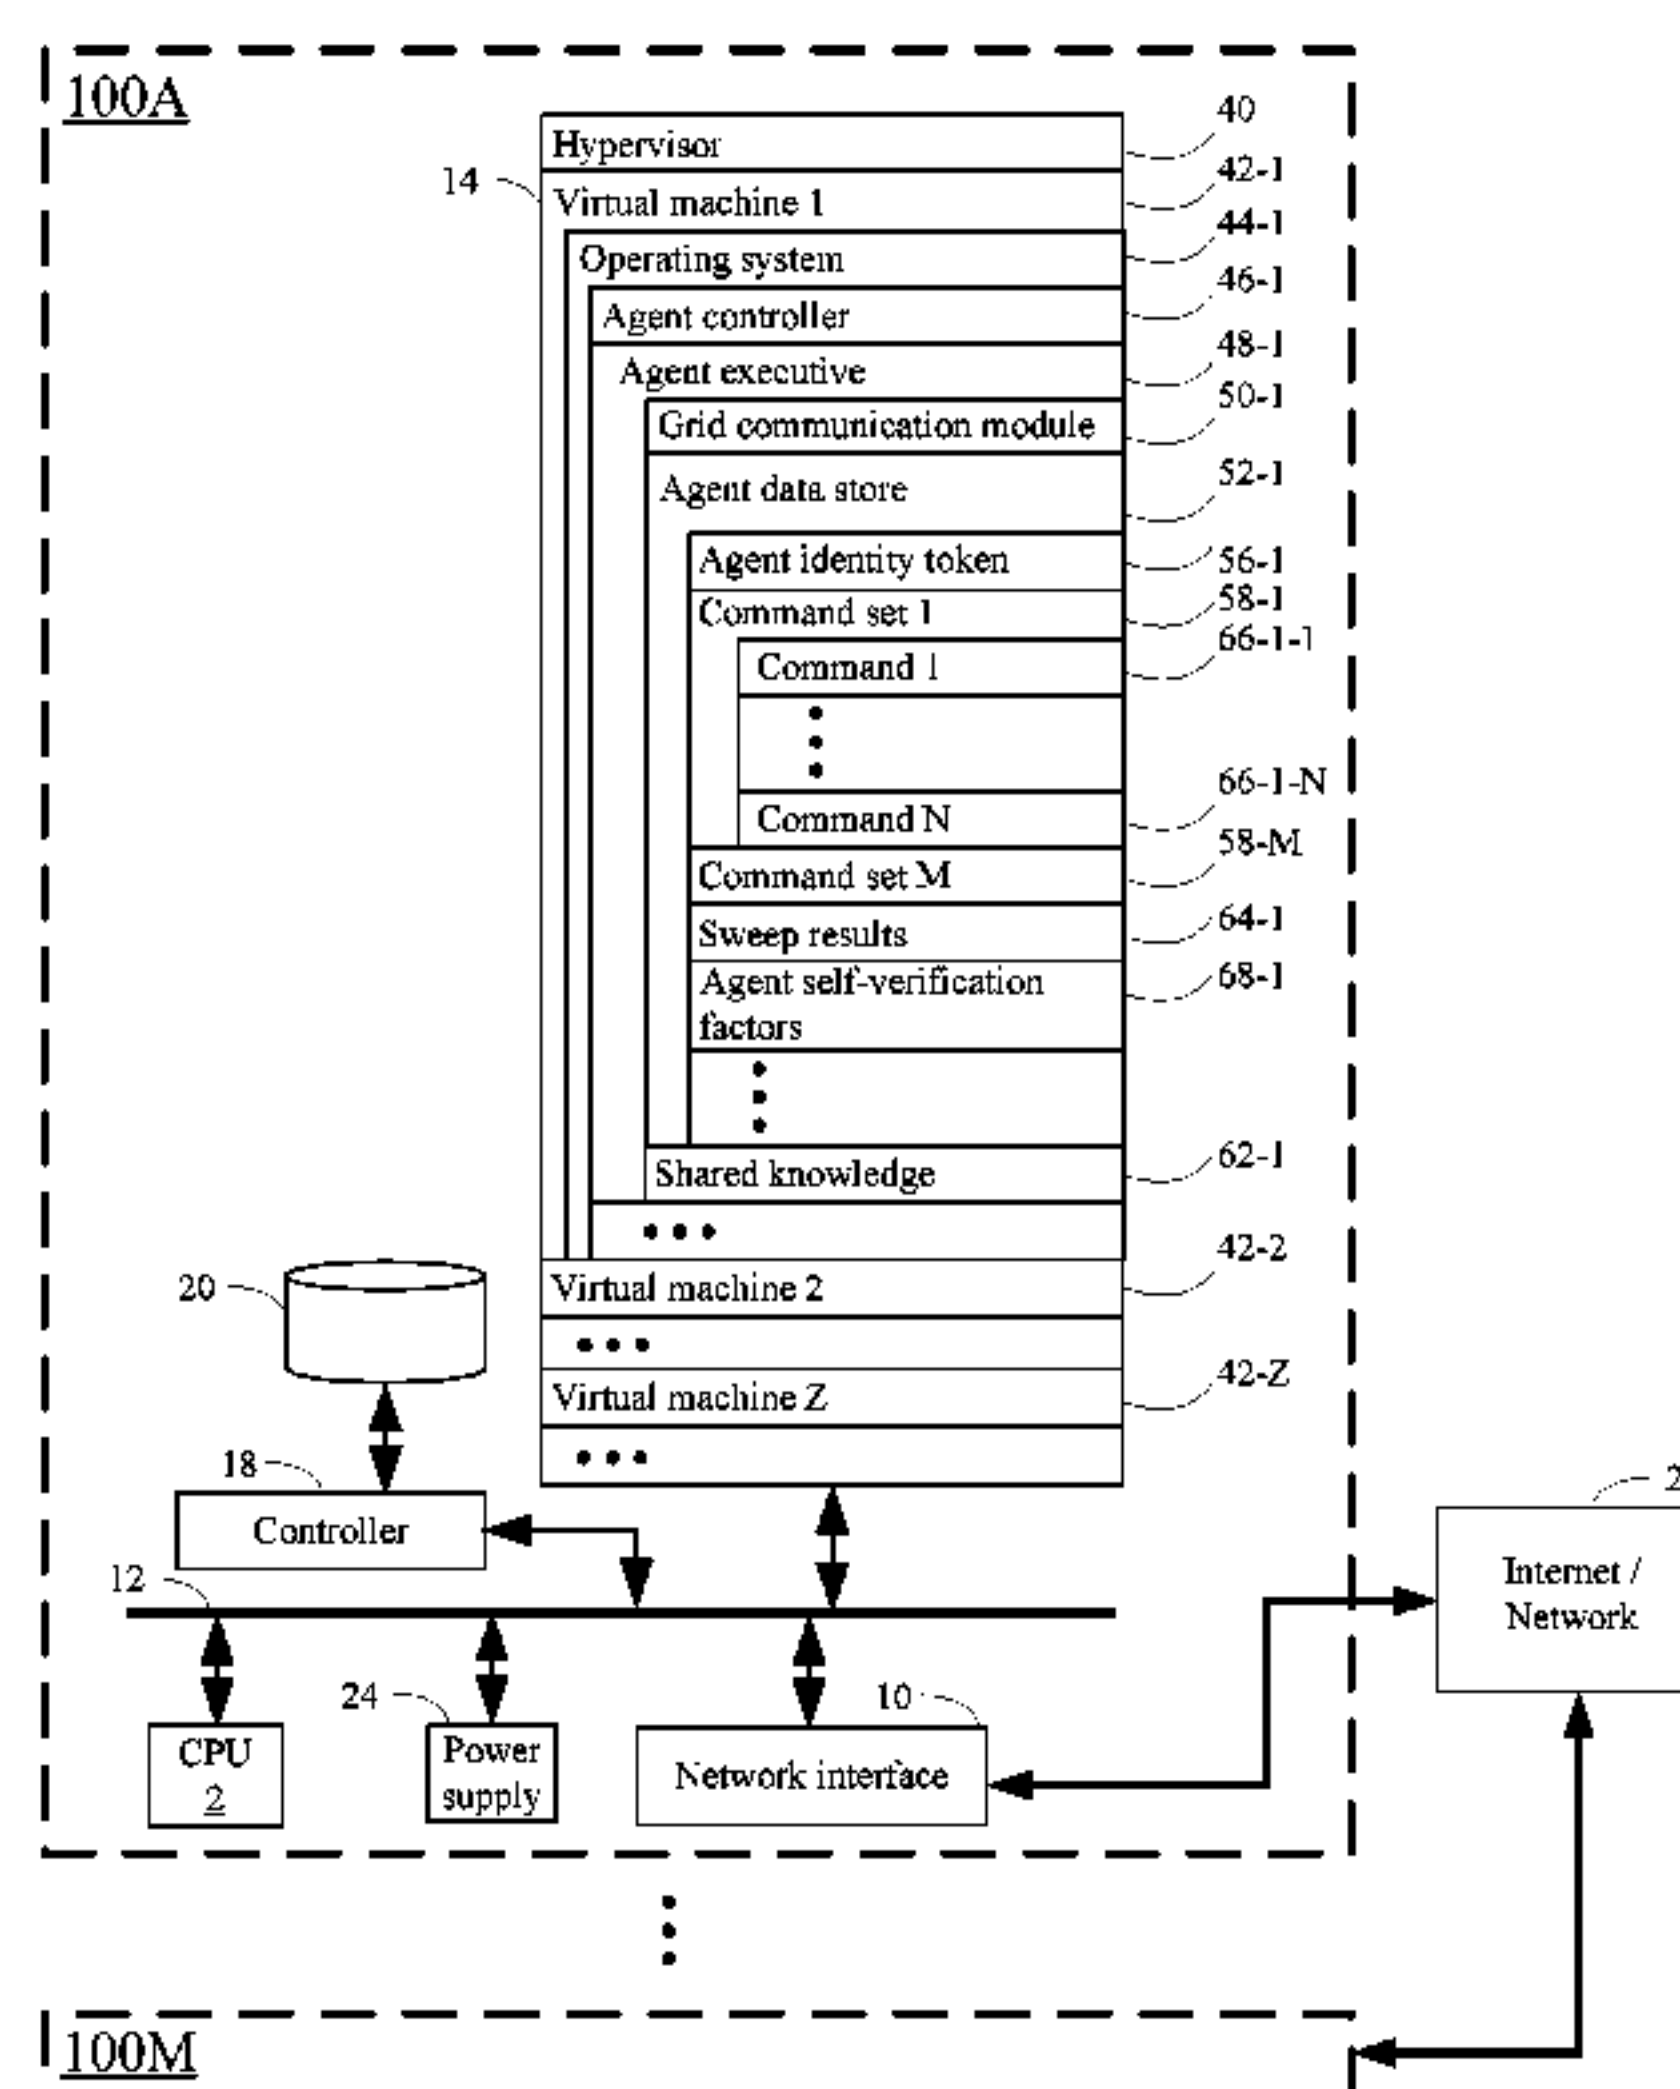 100A
Hypervisor
40
14
Virtual machine 1
42-1
Operating system
44-1
Agent controller
46-1
Agent executive
48-1
Grid communication module
50-1
Agent data store
52-1
Agent identity token
56-1
Command set 1
58-1
Command 1
66-1-1
Command N
66-1-N
Command set M
58-M
Sweep results
64-1
Agent self-verification
factors
68-1
Shared knowledge
62-1
20
Virtual machine 2
42-2
Virtual machine Z
42-Z
18
Controller
12
Internet /
Network
24
10
CPU
2
Power
supply
Network interface
100M